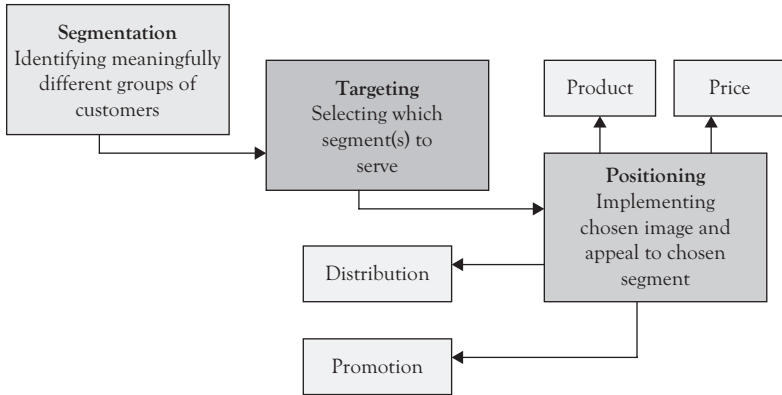 Segmentation
Identifying meaningfully
different groups of
customers
Targeting
Selecting which
segment(s) to
serve
Product
Price
Positioning
Implementing
chosen image and
appeal to chosen
segment
Distribution
Promotion